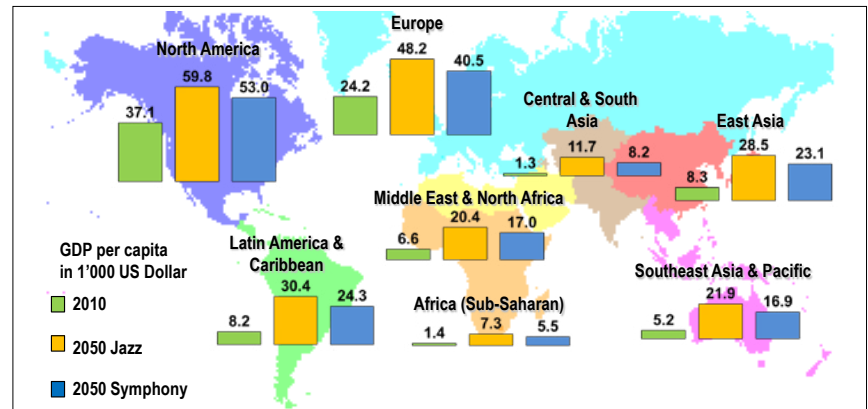 Europe
48.2
40.5
24.2
North America
59.8
53.0
37.1
Central & South
Asia
11.7
8.2
1.3
East Asia
28.5
23.1
8.3
Middle East & North Africa
20.4
17.0
6.6
GDP per capita
in 1'000 US Dollar
2010
2050 Jazz
2050 Symphony
Latin America &
Caribbean
30.4
24.3
8.2
Africa (Sub-Saharan)
7.3
5.5
1.4
Southeast Asia & Pacific
21.9
16.9
5.2